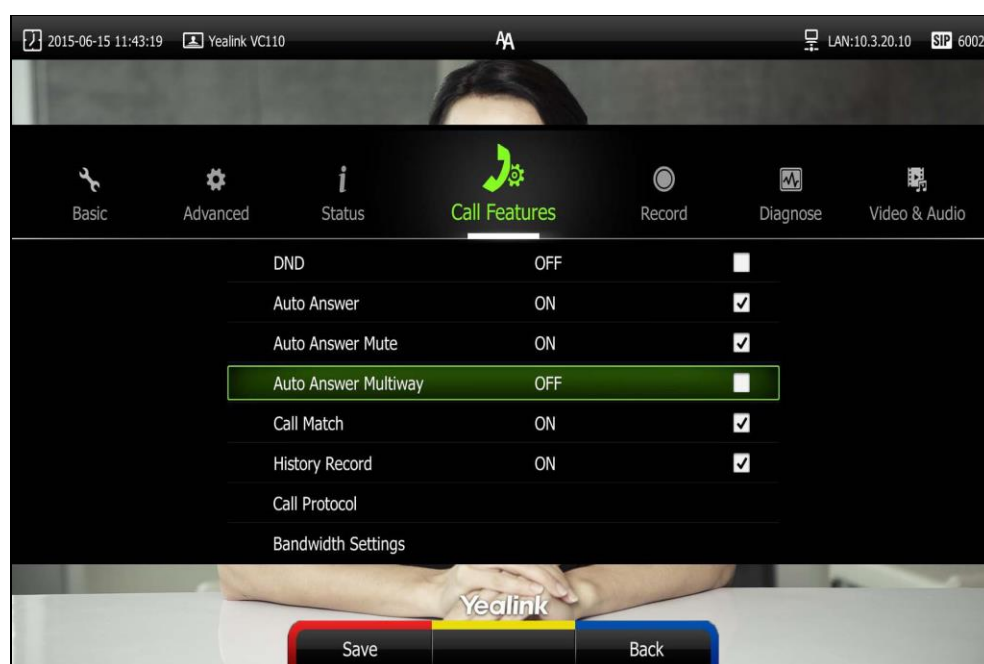 2015-06-15 11:43:19 Yealink VC110 AA LAN:10.3.20.10 SIP 6002
Basic Advanced Status Call Features Record Diagnose Video & Audio
DND OFF
Auto Answer ON
Auto Answer Mute ON
Auto Answer Multiway OFF
Call Match ON
History Record ON
Call Protocol
Bandwidth Settings
Yealink
Save Back